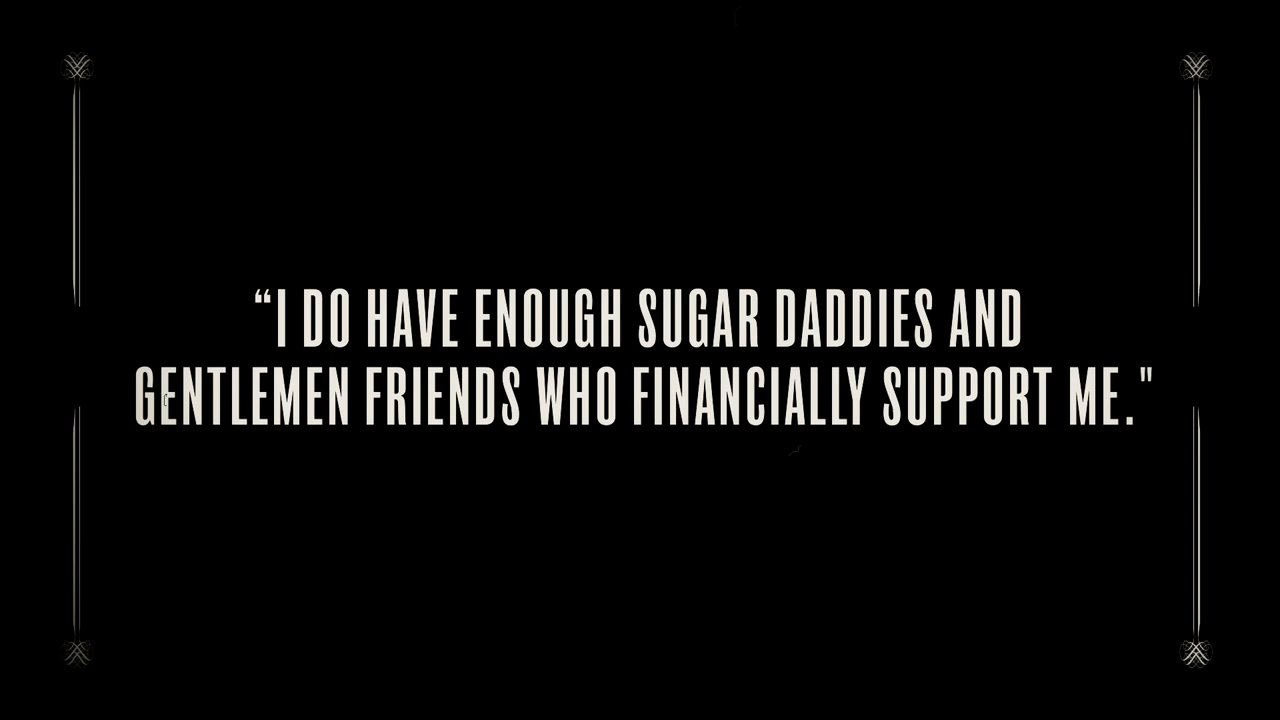 “I DO HAVE ENOUGH SUGAR DADDIES AND
GENTLEMEN FRIENDS WHO FINANCIALLY SUPPORT ME."